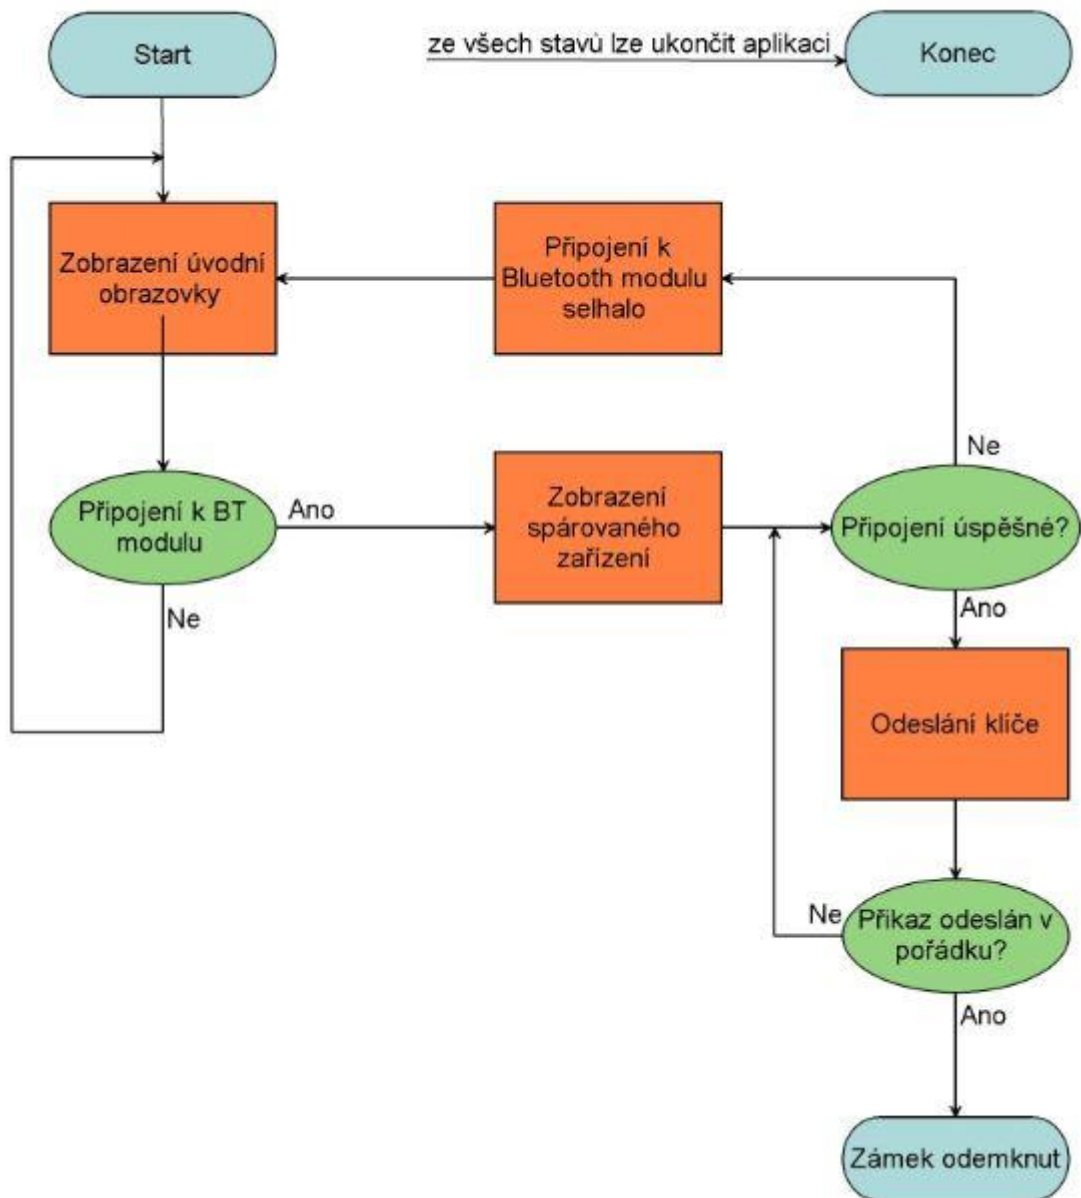 Start
ze všech stavů lze ukončit aplikaci
Konec
Zobrazení úvodní
obrazovky
Připojení k
Bluetooth modulu
selhalo
Ne
Připojení k BT
modulu
Ano
Zobrazení
spárovaného
zařízení
Připojení úspěšné?
Ne
Ano
Odeslání klíče
Ne
Přikaz odeslán v
pořádku?
Ano
Zámek odemknut